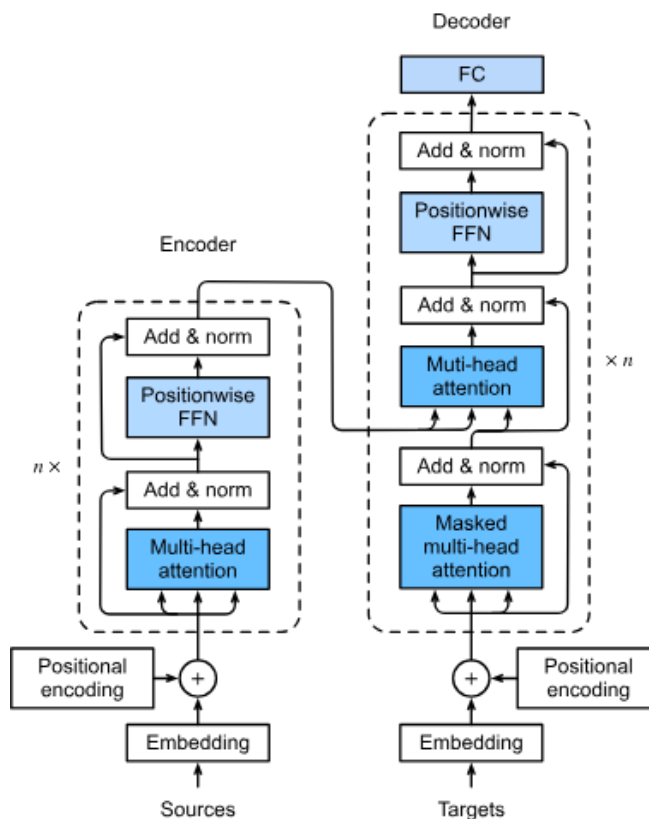 Decoder
FC
Add & norm
Positionwise
FFN
Encoder
Add & norm
Add & norm
Muti-head
attention
× n
Positionwise
FFN
Add & norm
n ×
Add & norm
Multi-head
attention
Masked
multi-head
attention
Positional
encoding
+
+
Positional
encoding
Embedding
Embedding
Sources
Targets